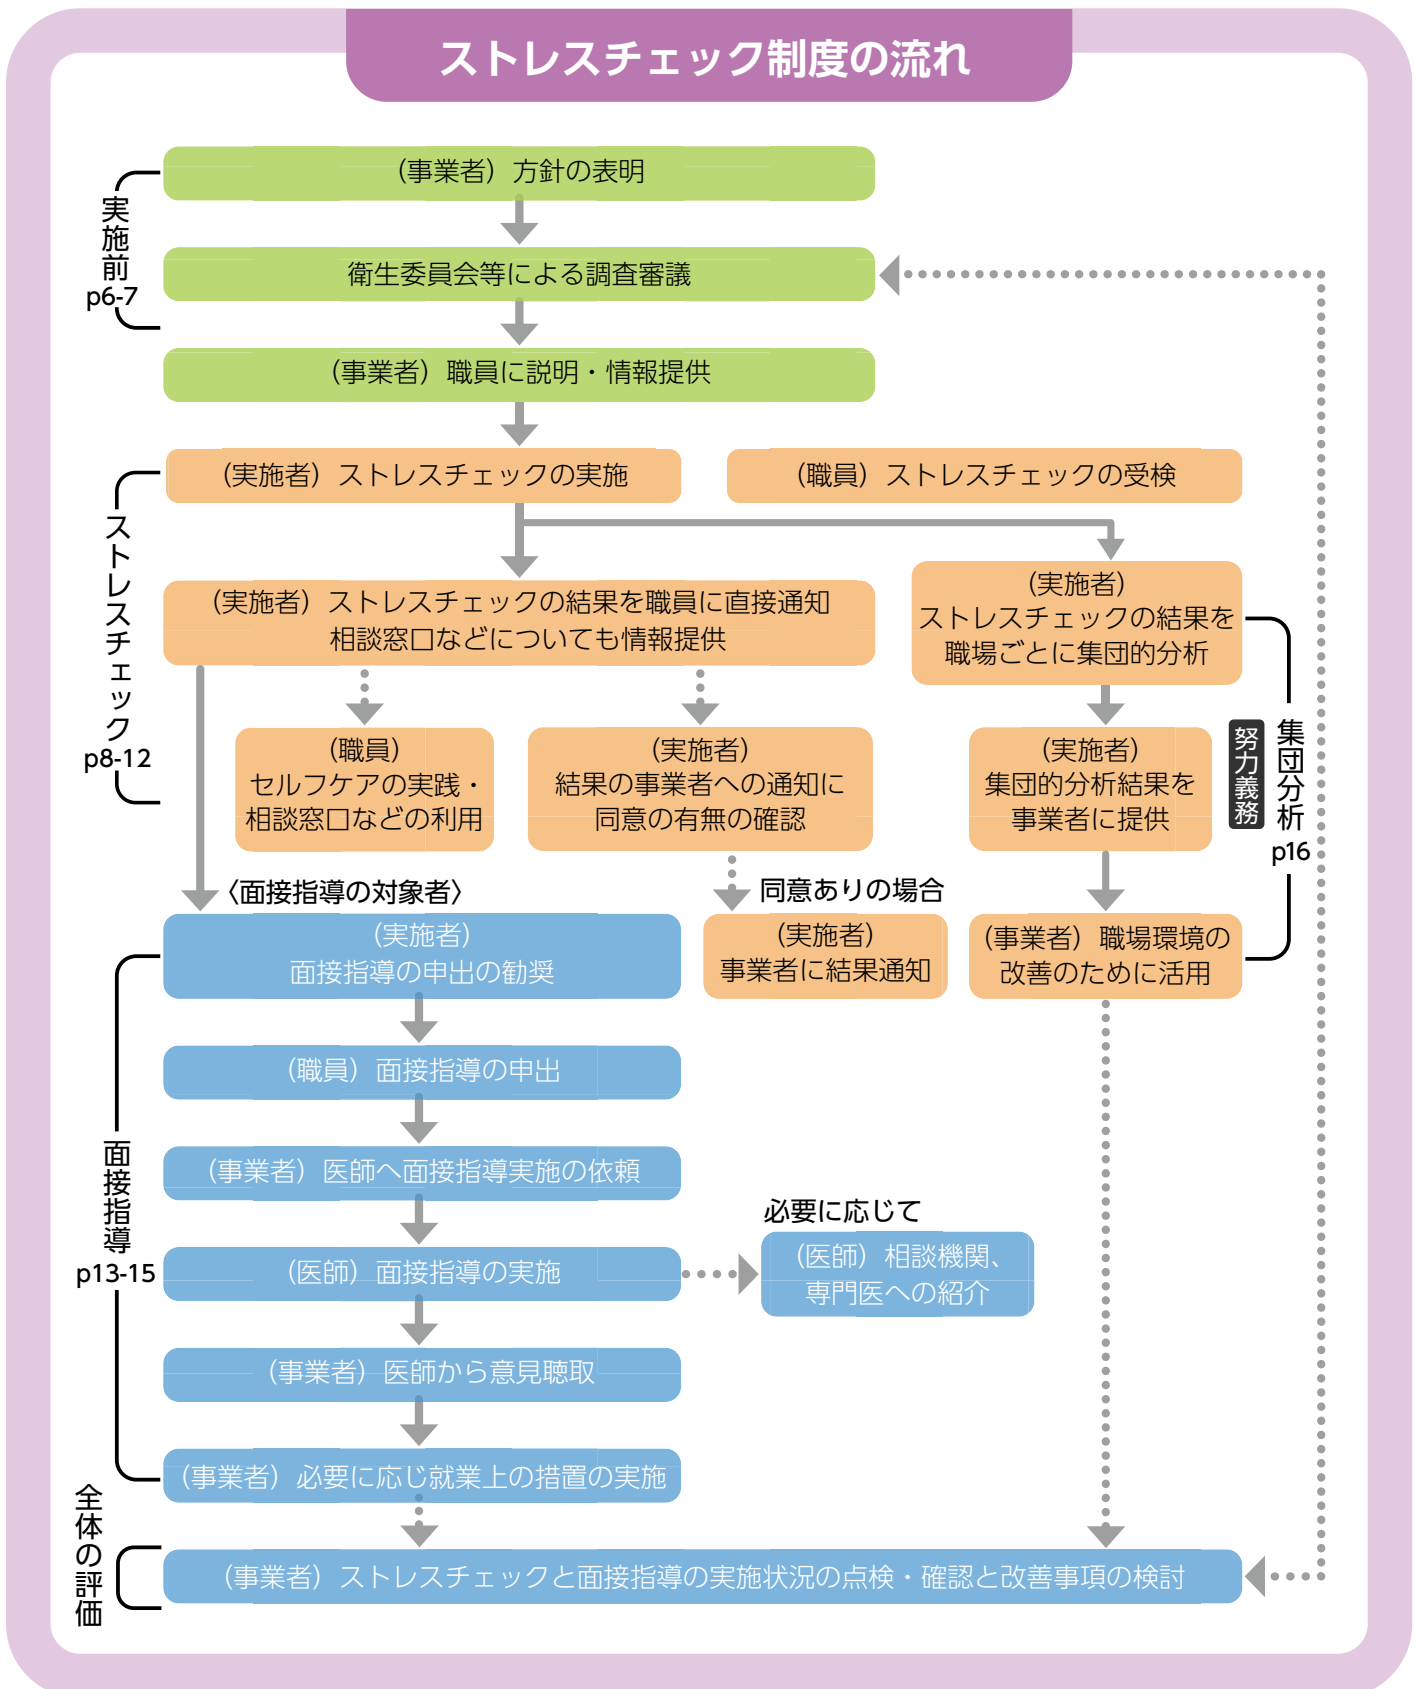 ストレスチェック制度の流れ
実施前
p6-7
（事業者）方針の表明
衛生委員会等による調査審議
（事業者）職員に説明・情報提供
ストレスチェック
p8-12
（実施者）ストレスチェックの実施
（職員）ストレスチェックの受検
（実施者）ストレスチェックの結果を職員に直接通知
相談窓口などについても情報提供
（実施者）
ストレスチェックの結果を
職場ごとに集団的分析
（職員）
セルフケアの実践・
相談窓口などの利用
（実施者）
結果の事業者への通知に
同意の有無の確認
（実施者）
集団的分析結果を
事業者に提供
努力義務
集団分析
p16
〈面接指導の対象者〉
同意ありの場合
（実施者）
面接指導の申出の勧奨
（実施者）
事業者に結果通知
（事業者）職場環境の
改善のために活用
面接指導
p13-15
（職員）面接指導の申出
（事業者）医師へ面接指導実施の依頼
（医師）面接指導の実施
必要に応じて
（医師）相談機関、
専門医への紹介
（事業者）医師から意見聴取
（事業者）必要に応じ就業上の措置の実施
全体の評価
（事業者）ストレスチェックと面接指導の実施状況の点検・確認と改善事項の検討